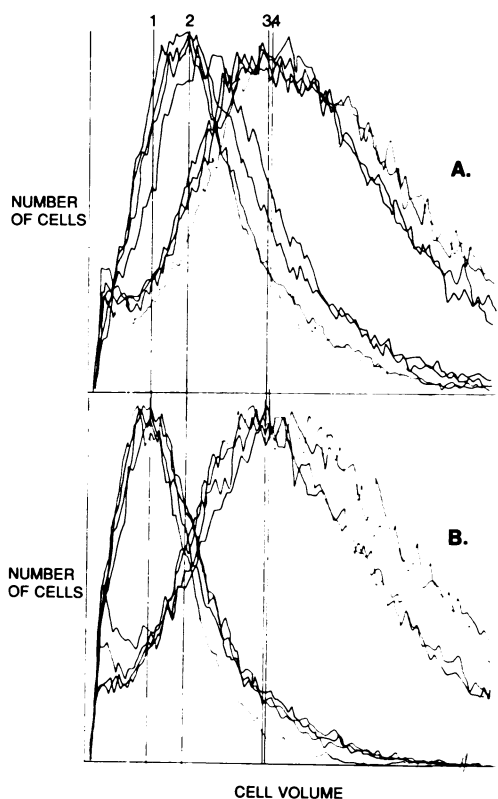 1 2 34
A.
NUMBER
OF CELLS
B.
NUMBER
OF CELLS
CELL VOLUME